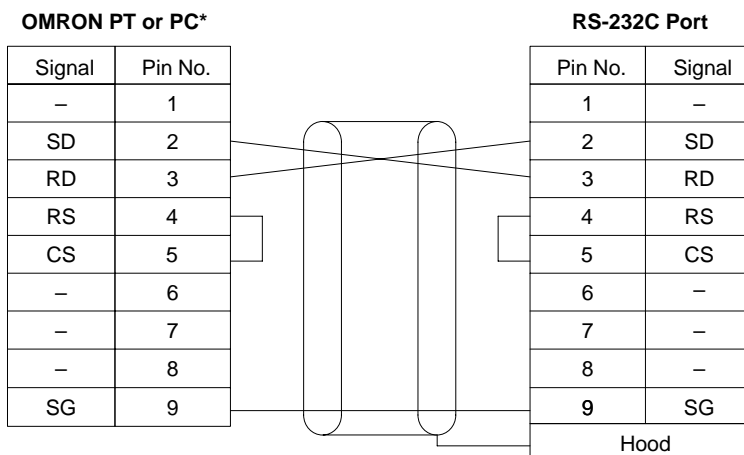 OMRON PT or PC* RS-232C Port
Signal Pin No. Pin No. Signal
– 1 1 –
SD 2 2 SD
RD 3 3 RD
RS 4 4 RS
CS 5 5 CS
– 6 6 –
– 7 7 –
– 8 8 –
SG 9 9 SG
Hood